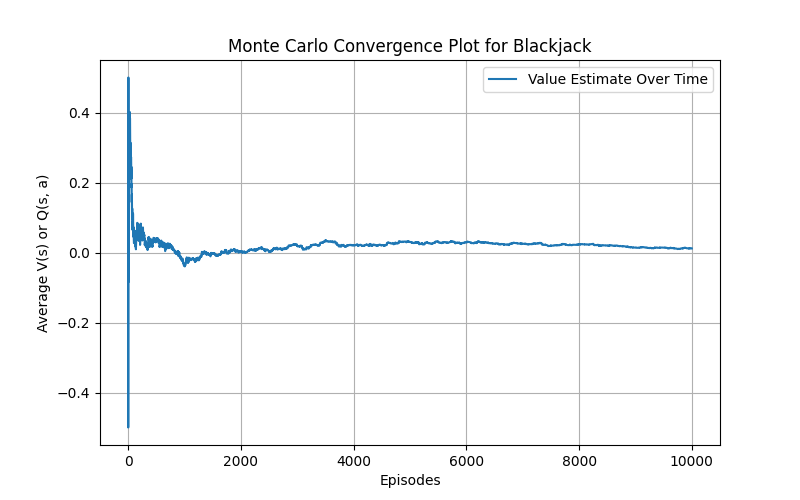 Monte Carlo Convergence Plot for Blackjack
Value Estimate Over Time
Average V(s) or Q(s, a)
0.4
0.2
0.0
−0.2
−0.4
0 2000 4000 6000 8000 10000
Episodes